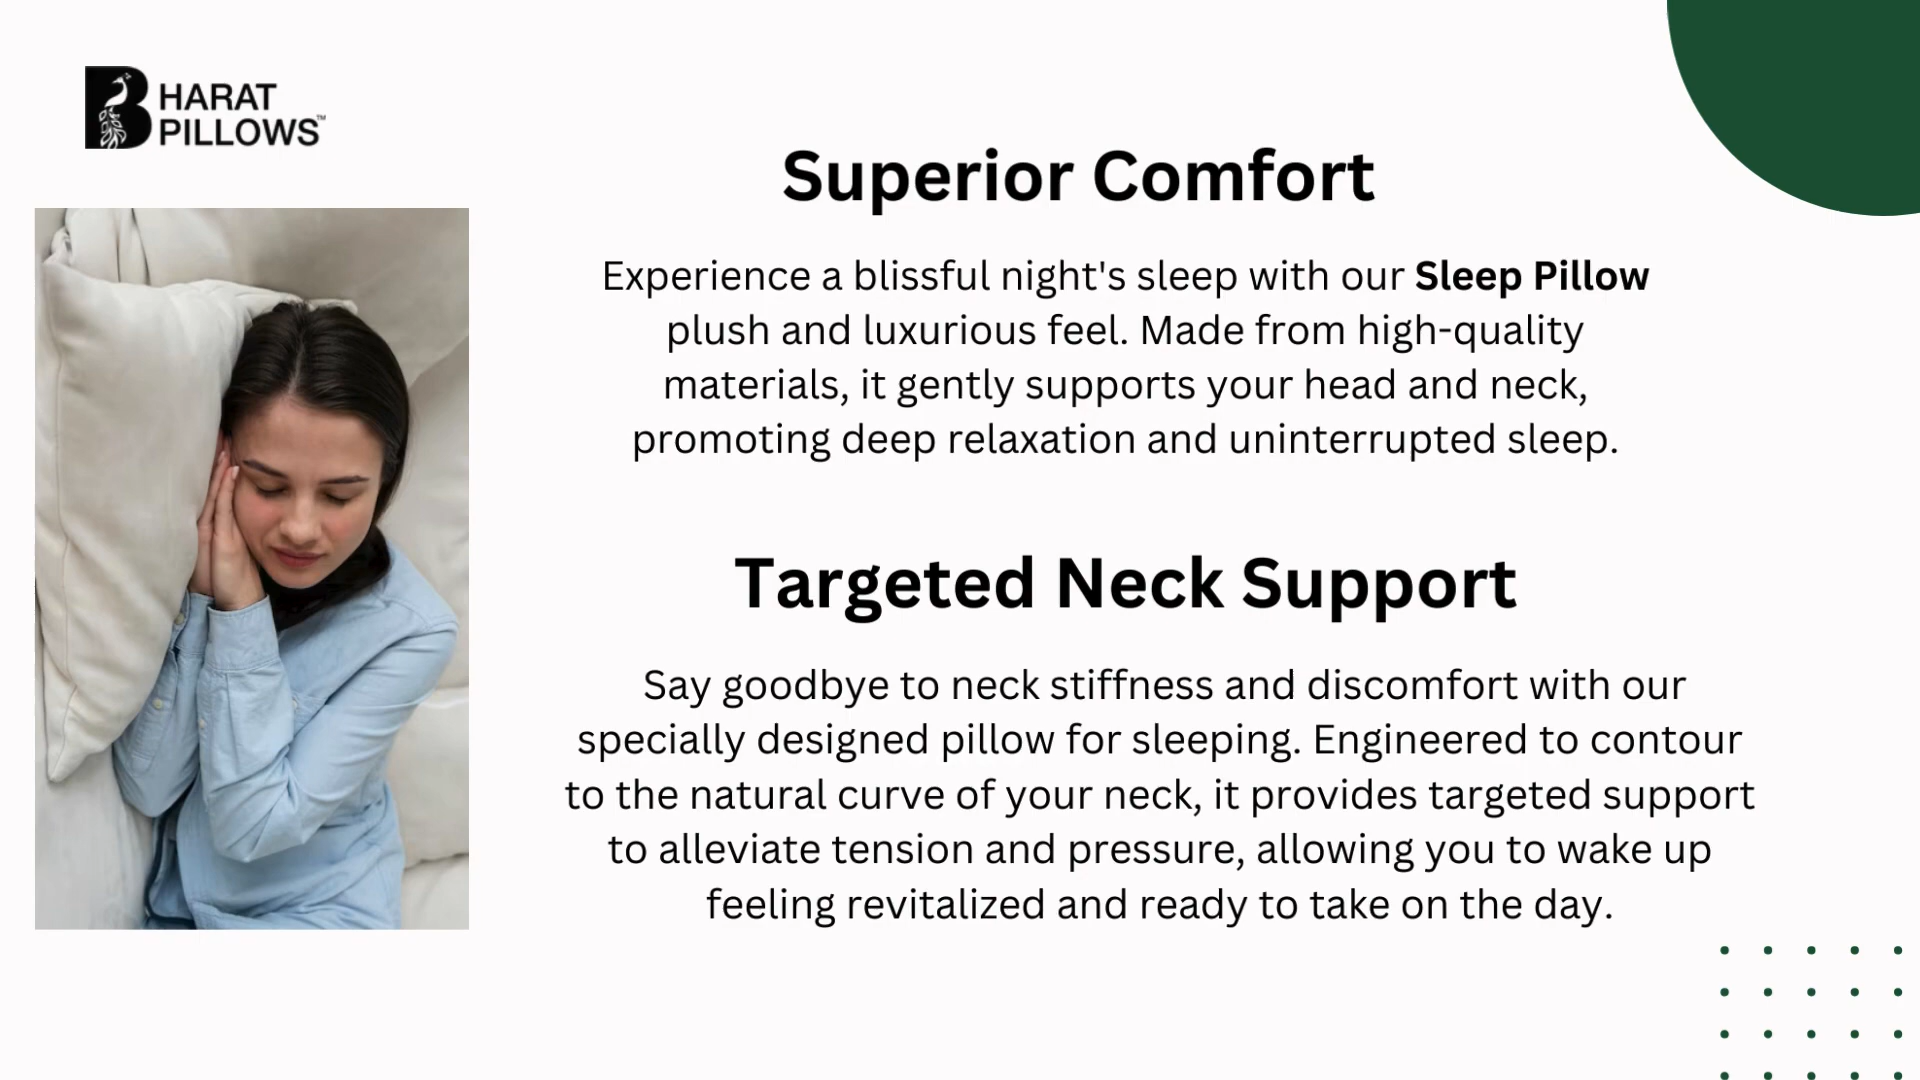 BHARAT
PILLOWS™
Superior Comfort
Experience a blissful night's sleep with our Sleep Pillow
plush and luxurious feel. Made from high-quality
materials, it gently supports your head and neck,
promoting deep relaxation and uninterrupted sleep.
Targeted Neck Support
Say goodbye to neck stiffness and discomfort with our
specially designed pillow for sleeping. Engineered to contour
to the natural curve of your neck, it provides targeted support
to alleviate tension and pressure, allowing you to wake up
feeling revitalized and ready to take on the day.